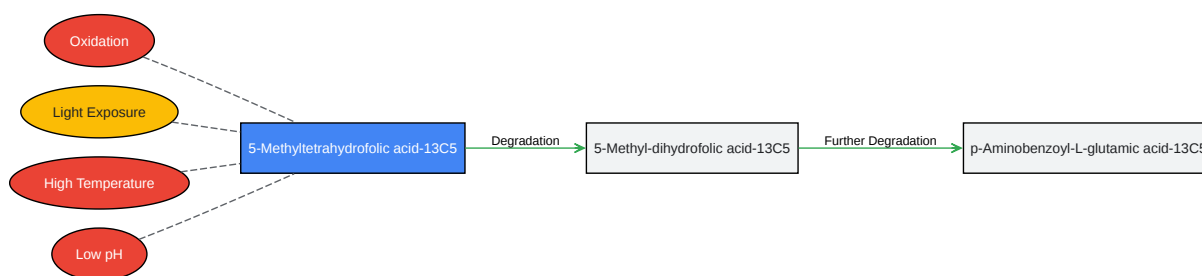 Oxidation
Light Exposure
High Temperature
Low pH
5-Methyltetrahydrofolic acid-13C5
Degradation
5-Methyl-dihydrofolic acid-13C5
Further Degradation
p-Aminobenzoyl-L-glutamic acid-13C5